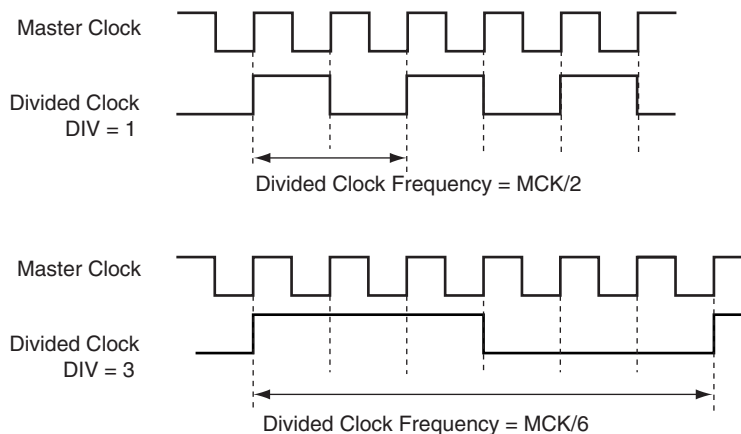 Master Clock
Divided Clock
DIV = 1
Divided Clock Frequency = MCK/2
Master Clock
Divided Clock
DIV = 3
Divided Clock Frequency = MCK/6